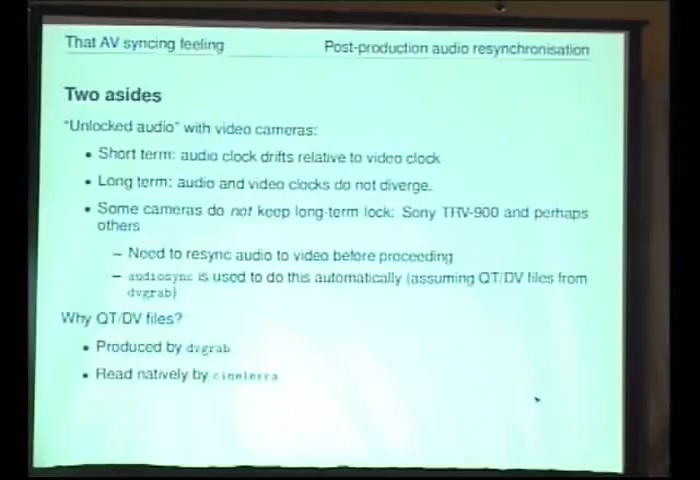 That AV syncing feeling
Post-production audio resynchronisation
Two asides
"Unlocked audio" with video cameras:
• Short term: audio clock drifts relative to video clock
• Long term: audio and video clocks do not diverge.
• Some cameras do not keep long-term lock: Sony TRV-900 and perhaps
others
– Need to resync audio to video before proceeding
– audiosync is used to do this automatically (assuming QT/DV files from
dvgrab)
Why QT/DV files?
• Produced by dvgrab
• Read natively by cinelerra